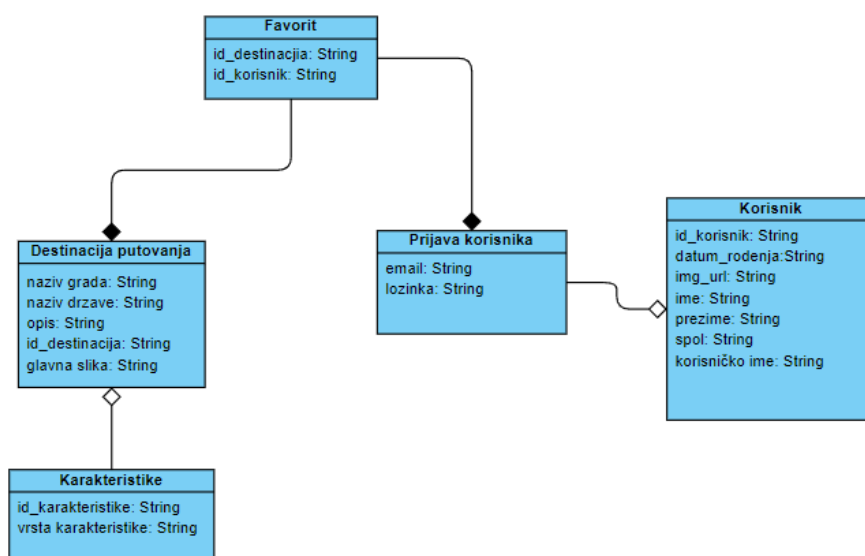 Favorit
id_destinacjia: String
id_korisnik: String
Destinacija putovanja
naziv grada: String
naziv drzave: String
opis: String
id_destinacija: String
glavna slika: String
Prijava korisnika
email: String
lozinka: String
Korisnik
id_korisnik: String
datum_rodenja:String
img_url: String
ime: String
prezime: String
spol: String
korisničko ime: String
Karakteristike
id_karakteristike: String
vrsta karakteristike: String